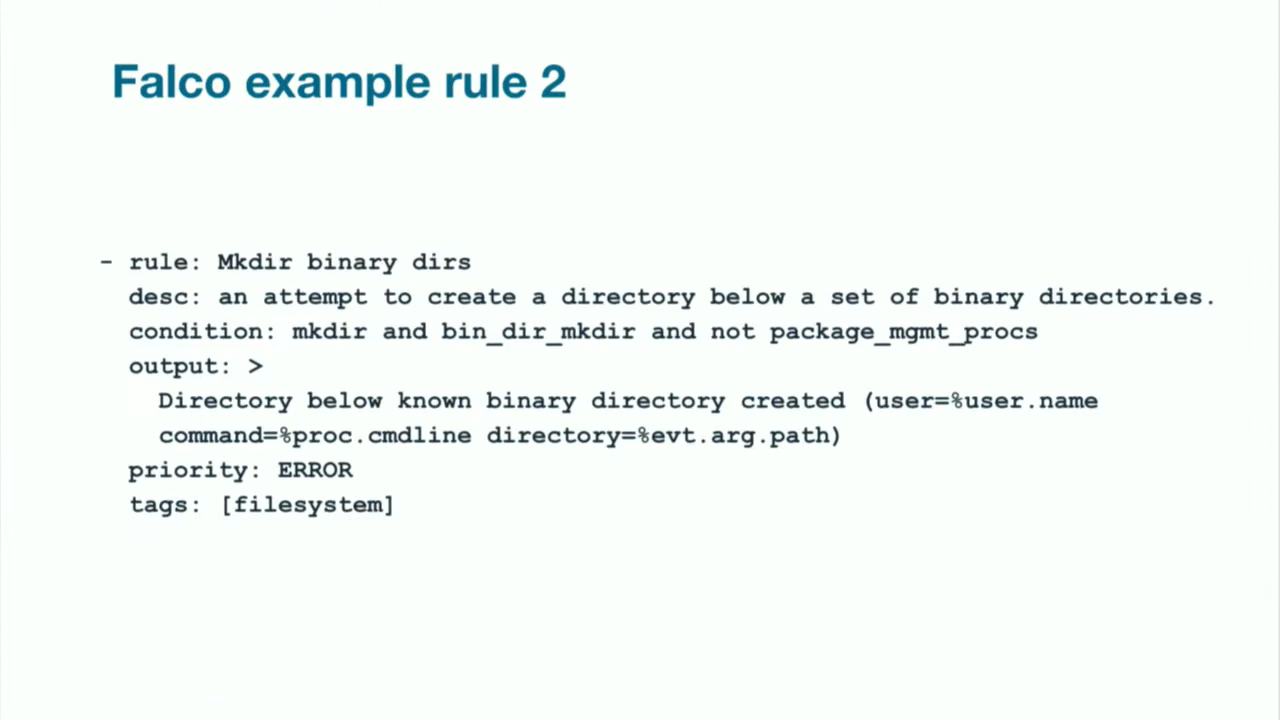 Falco example rule 2
- rule: Mkdir binary dirs
desc: an attempt to create a directory below a set of binary directories.
condition: mkdir and bin_dir_mkdir and not package_mgmt_procs
output: >
Directory below known binary directory created (user=%user.name
command=%proc.cmdline directory=%evt.arg.path)
priority: ERROR
tags: [filesystem]